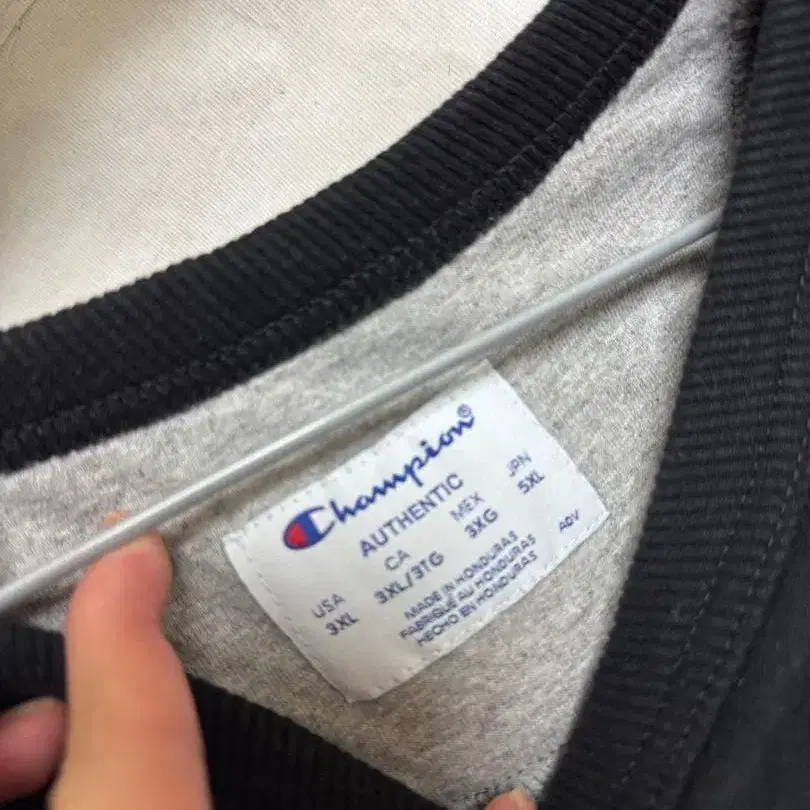 Champion®
AUTHENTIC
USA CA MEX JPN
3XL 3XL/3TG 3XG 5XL
MADE IN HONDURAS
FABRIQUÉ AU HONDURAS
HECHO EN HONDURAS
AOV